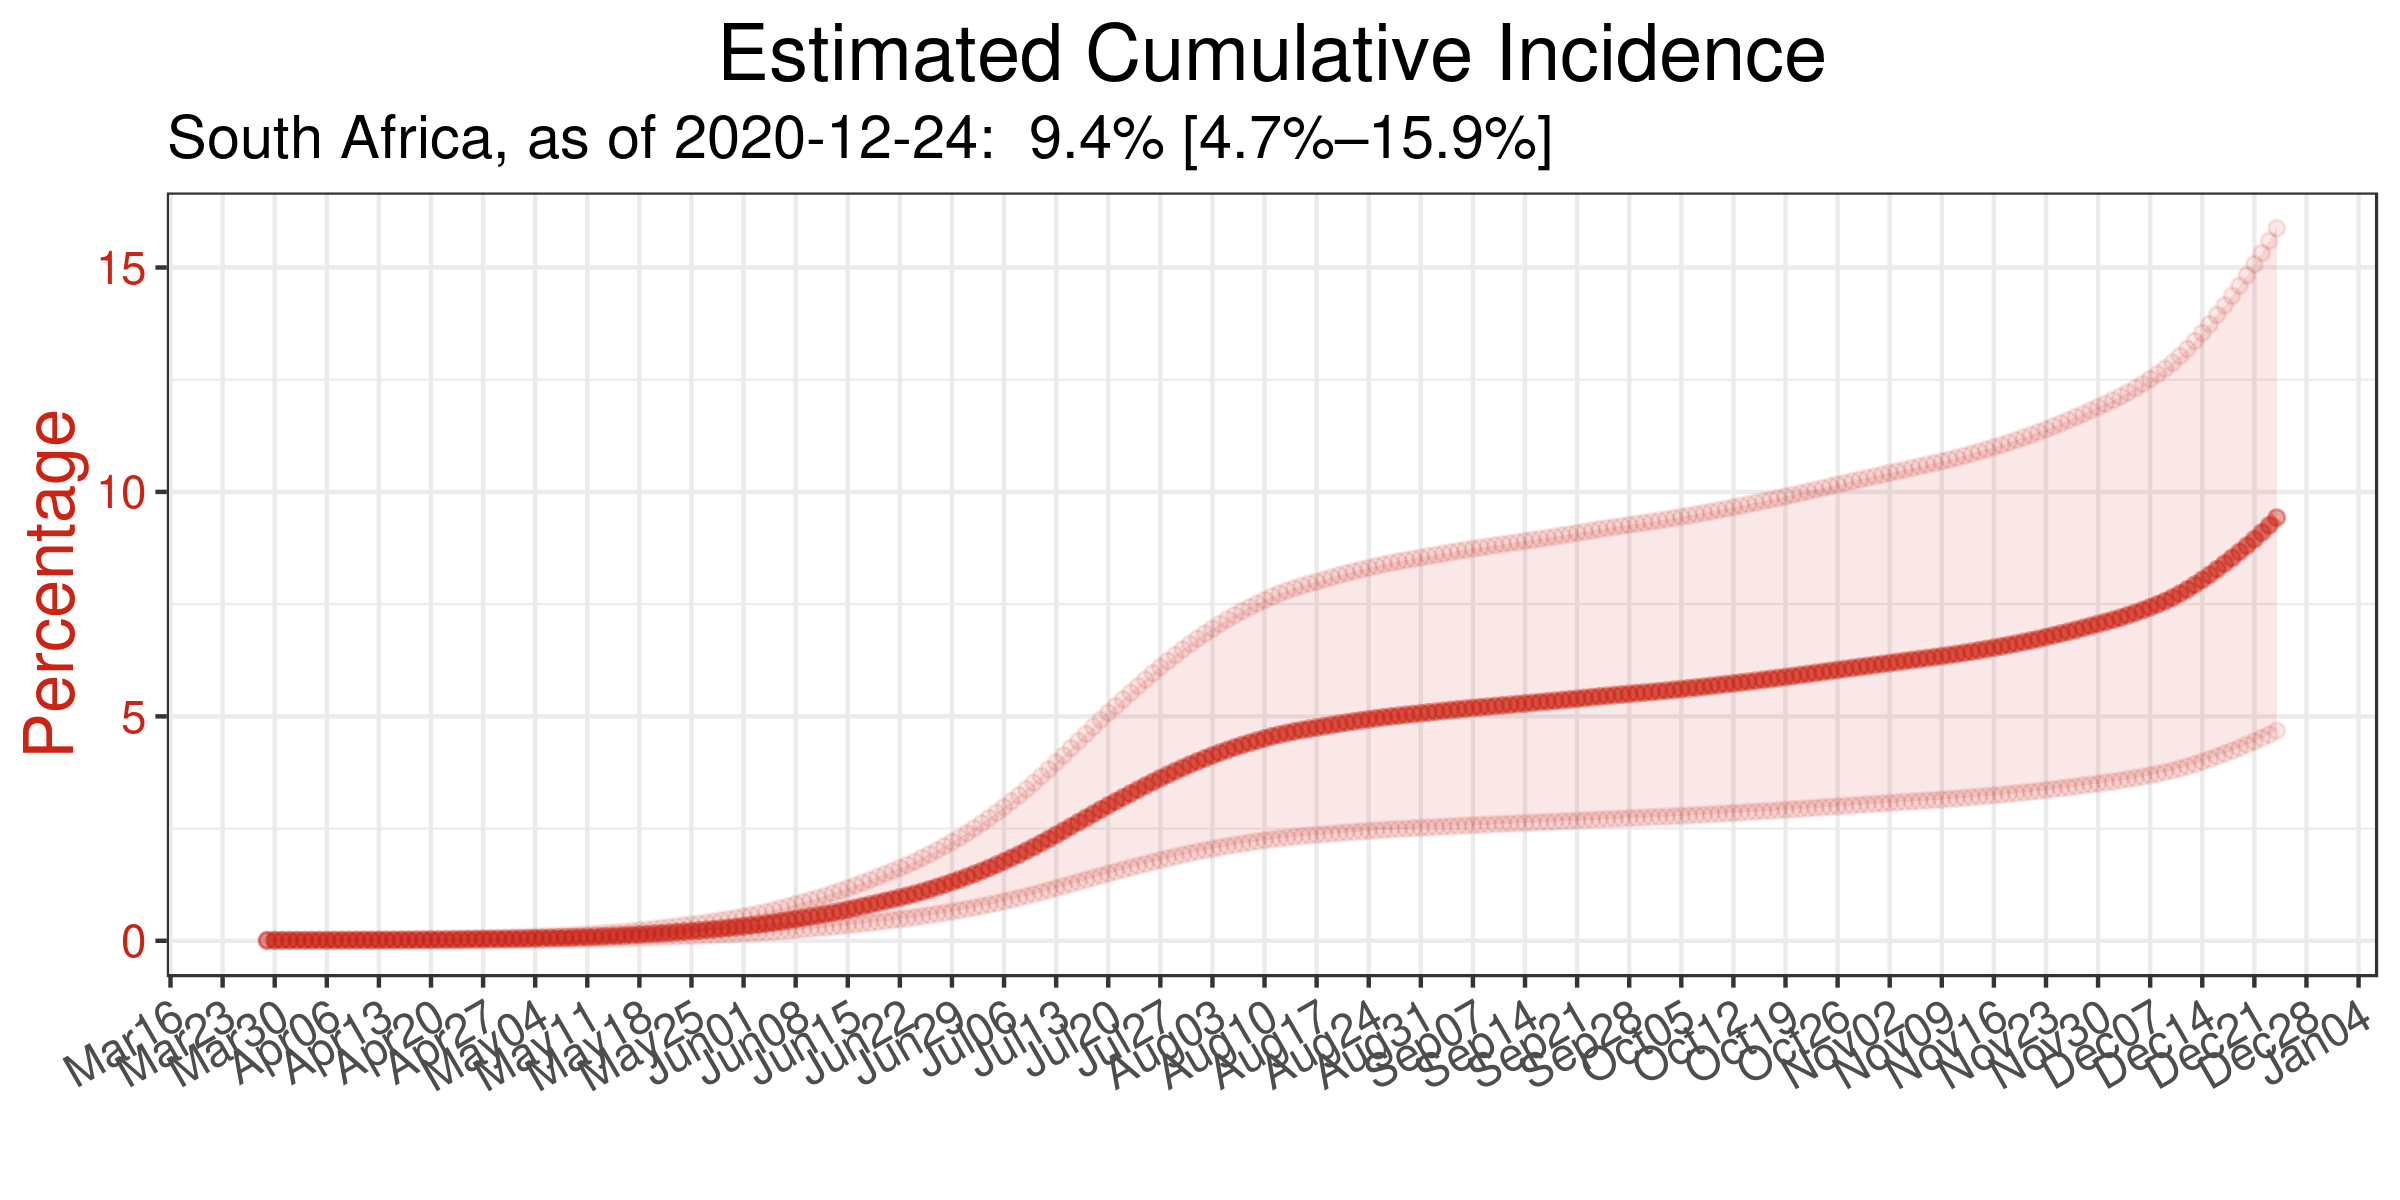 Estimated Cumulative Incidence
South Africa, as of 2020-12-24:  9.4% [4.7%–15.9%]
Percentage
15
10
5
0
Mar16
Mar23
Mar30
Apr06
Apr13
Apr20
Apr27
May04
May11
May18
May25
Jun01
Jun08
Jun15
Jun22
Jun29
Jul06
Jul13
Jul20
Jul27
Aug03
Aug10
Aug17
Aug24
Aug31
Sep07
Sep14
Sep21
Sep28
Oct05
Oct12
Oct19
Oct26
Nov02
Nov09
Nov16
Nov23
Nov30
Dec07
Dec14
Dec21
Dec28
Jan04